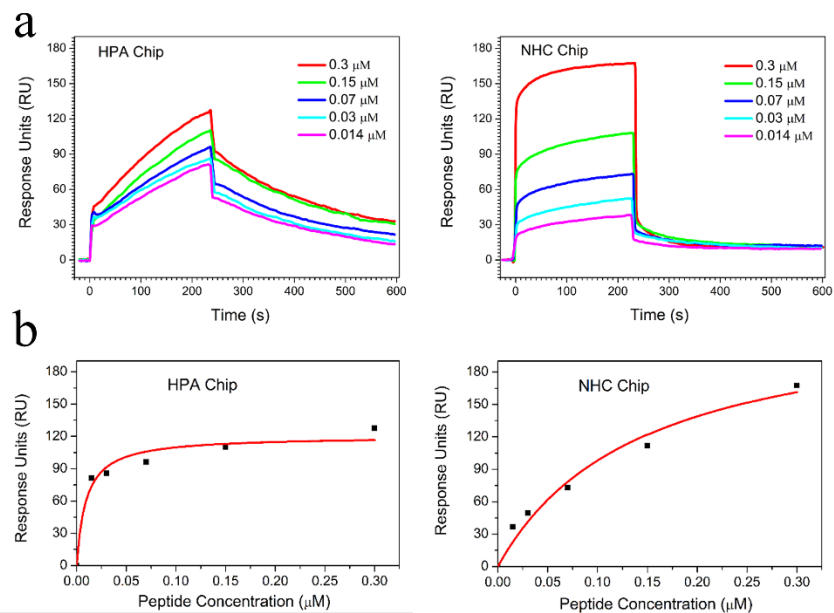 a
HPA Chip
0.3 μM
0.15 μM
0.07 μM
0.03 μM
0.014 μM
Response Units (RU)
180
150
120
90
60
30
0
0
100
200
300
400
500
600
Time (s)
NHC Chip
0.3 μM
0.15 μM
0.07 μM
0.03 μM
0.014 μM
Response Units (RU)
180
150
120
90
60
30
0
0
100
200
300
400
500
600
Time (s)
b
HPA Chip
Response Units (RU)
180
150
120
90
60
30
0
0.00
0.05
0.10
0.15
0.20
0.25
0.30
Peptide Concentration (μM)
NHC Chip
Response Units (RU)
180
150
120
90
60
30
0
0.00
0.05
0.10
0.15
0.20
0.25
0.30
Peptide Concentration (μM)